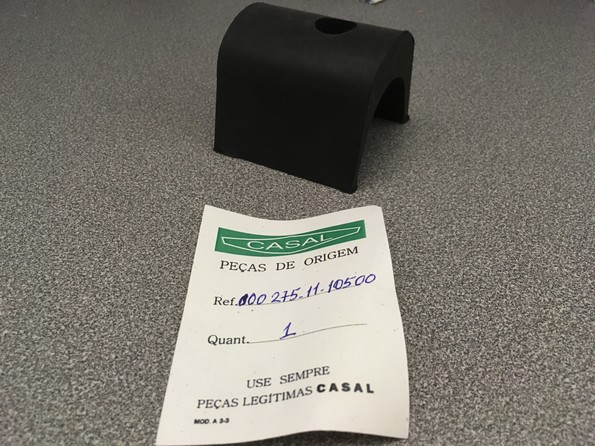 CASAL
PEÇAS DE ORIGEM
Ref. 000 275.11.10500
Quant. 1
USE SEMPRE
PEÇAS LEGÍTIMAS CASAL
MOD. A 3-3